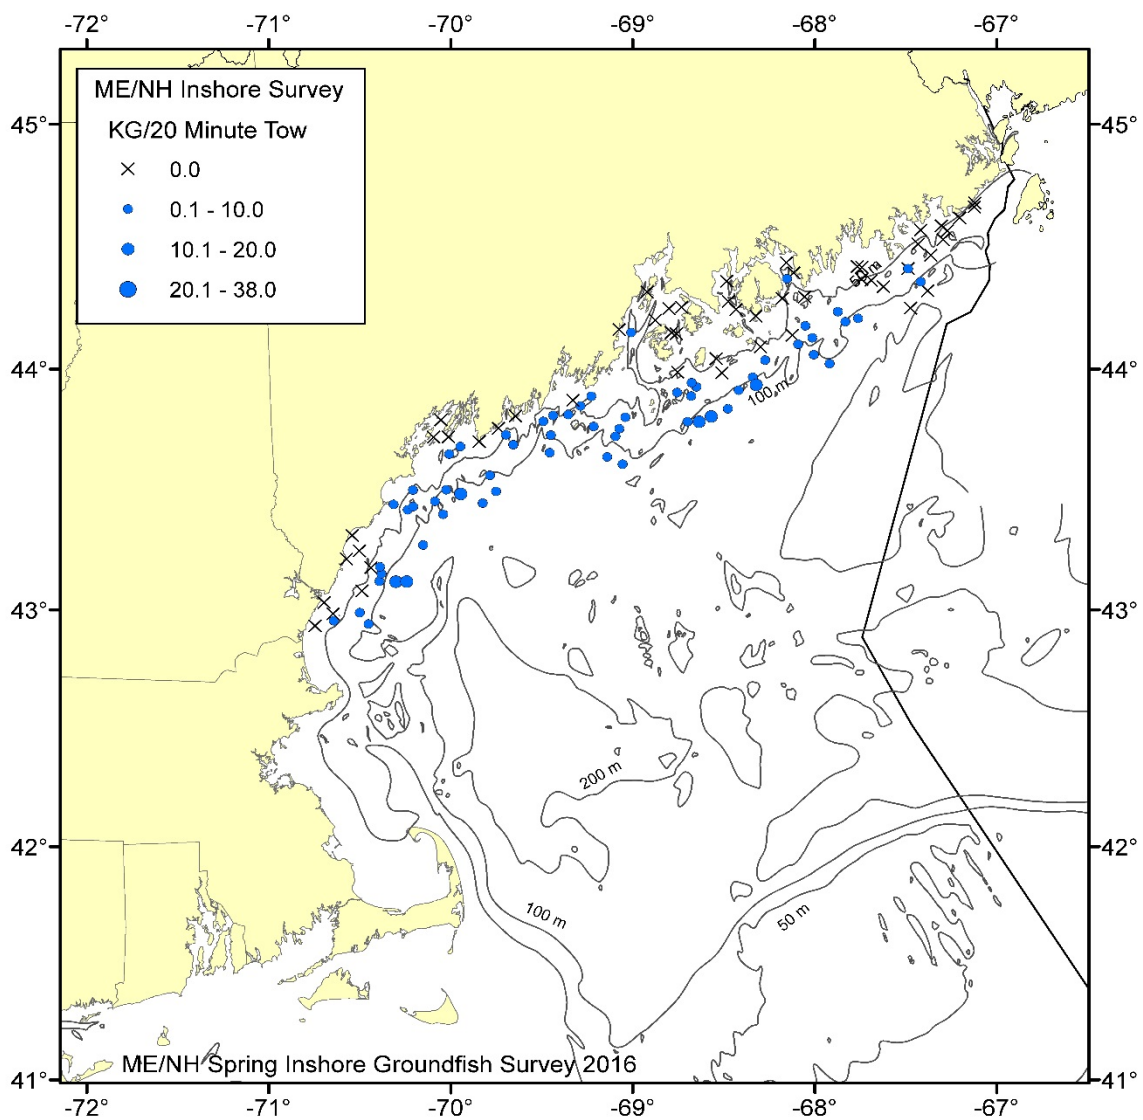 -72° -71° -70° -69° -68° -67°
ME/NH Inshore Survey
KG/20 Minute Tow
0.0
0.1 - 10.0
10.1 - 20.0
20.1 - 38.0
45° 45°
44° 44°
100 m
43° 43°
200 m
42° 42°
100 m
50 m
ME/NH Spring Inshore Groundfish Survey 2016
41° 41°
-72° -71° -70° -69° -68° -67°